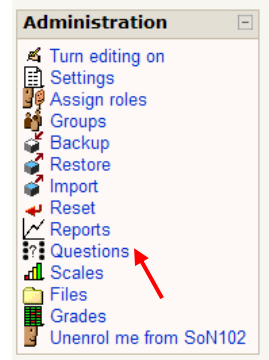 Administration
Turn editing on
Settings
Assign roles
Groups
Backup
Restore
Import
Reset
Reports
Questions
Scales
Files
Grades
Unenrol me from SoN102